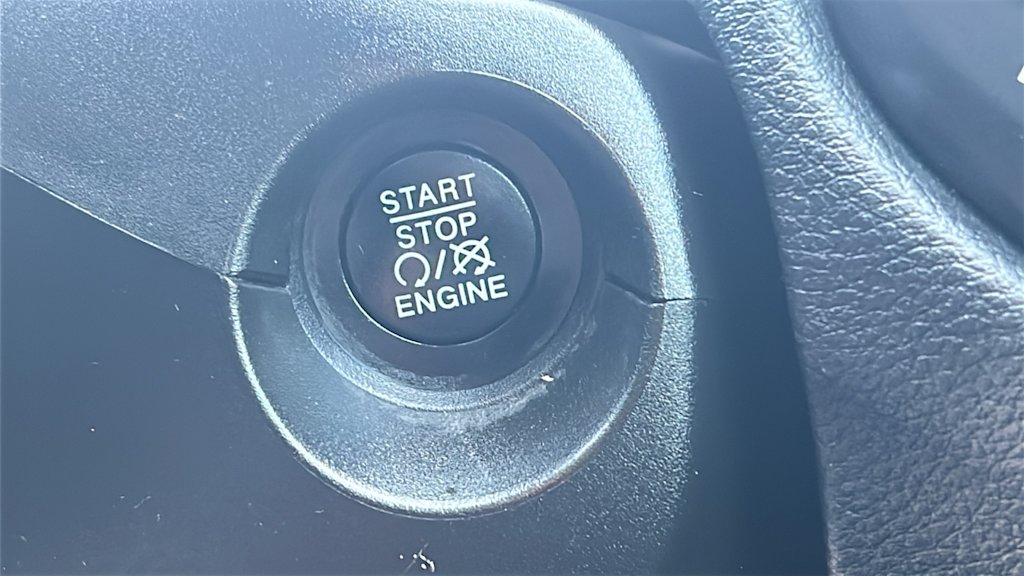 START
STOP
/
ENGINE